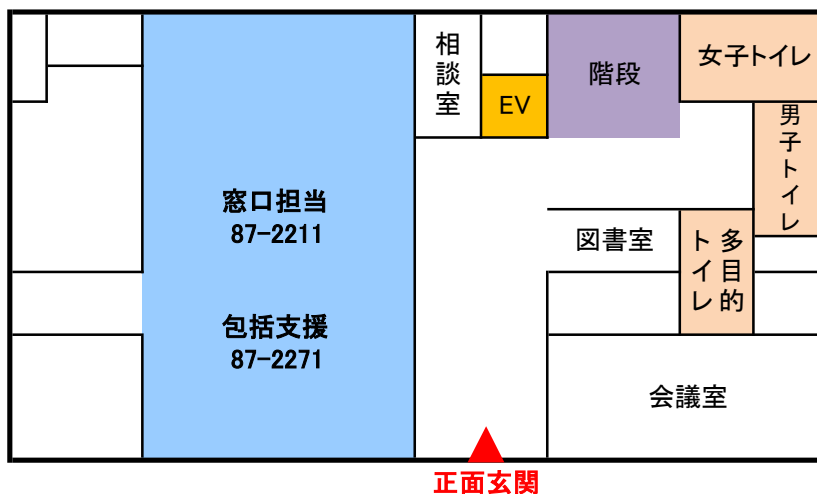 相談室
EV
階段
女子トイレ
男子トイレ
窓口担当
87-2211
図書室
多目的
トイレ
包括支援
87-2271
会議室
正面玄関